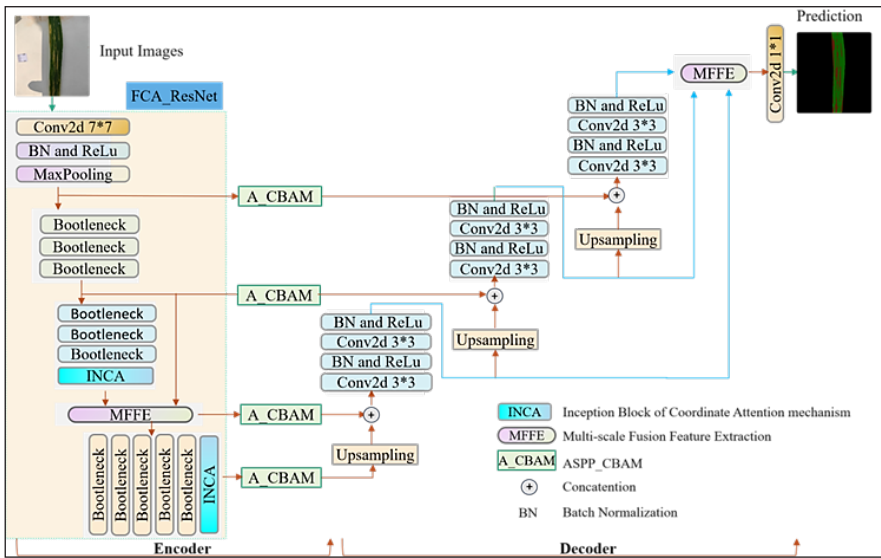 Prediction
Input Images
FCA_ResNet
MFFE
Conv2d 1*1
Conv2d 7*7
BN and ReLu
MaxPooling
BN and ReLu
Conv2d 3*3
BN and ReLu
Conv2d 3*3
A_CBAM
Bootleneck
Bootleneck
Bootleneck
BN and ReLu
Conv2d 3*3
BN and ReLu
Conv2d 3*3
Upsampling
A_CBAM
Bootleneck
Bootleneck
Bootleneck
INCA
BN and ReLu
Conv2d 3*3
BN and ReLu
Conv2d 3*3
Upsampling
MFFE
A_CBAM
Bootleneck
Bootleneck
Bootleneck
Bootleneck
Bootleneck
INCA
A_CBAM
Upsampling
INCA Inception Block of Coordinate Attention mechanism
MFFE Multi-scale Fusion Feature Extraction
A_CBAM ASPP_CBAM
+ Concatention
BN Batch Normalization
Encoder
Decoder